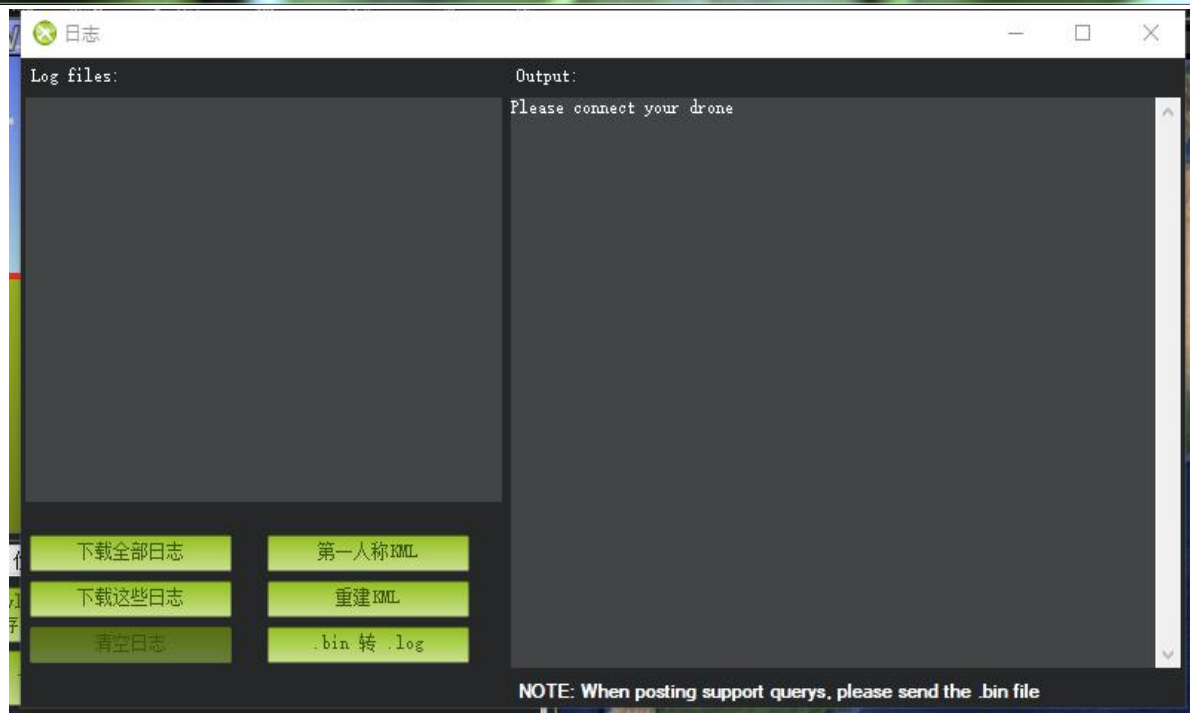 日志
Log files:
Output:
Please connect your drone
下载全部日志
第一人称KML
下载这些日志
重建KML
清空日志
.bin 转 .log
NOTE: When posting support querys, please send the .bin file